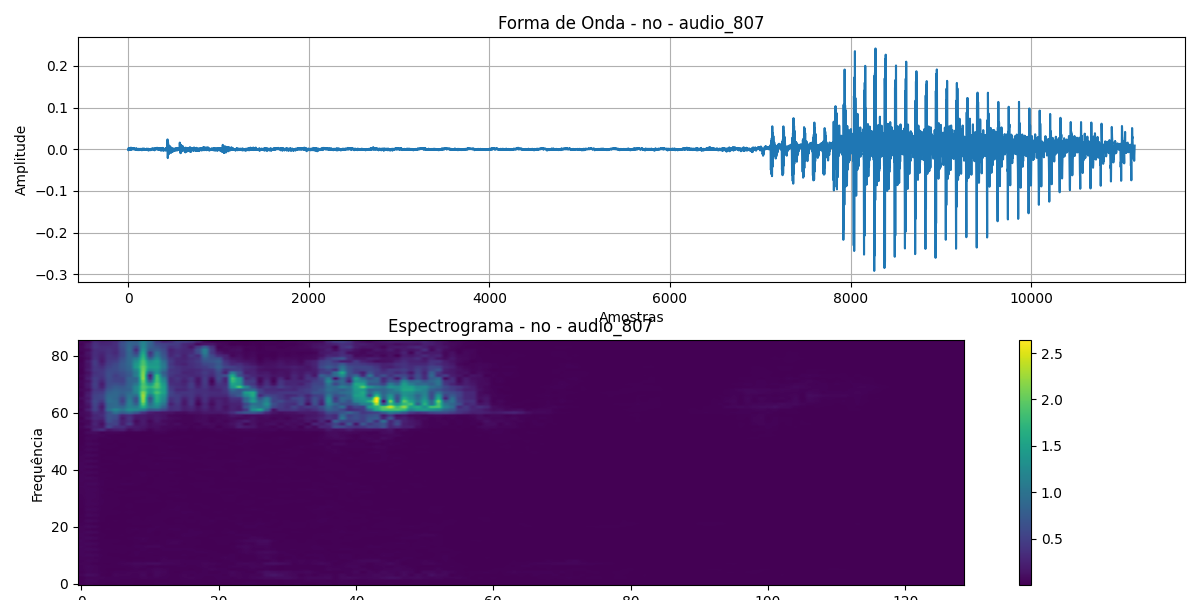 Forma de Onda - no - audio_807
0.2
0.1
0.0
−0.1
−0.2
−0.3
Amplitude
0 2000 4000 6000 8000 10000
Amostras
Espectrograma - no - audio_807
80
60
40
20
0
Frequência
0 20 40 60 80 100 120
2.5
2.0
1.5
1.0
0.5